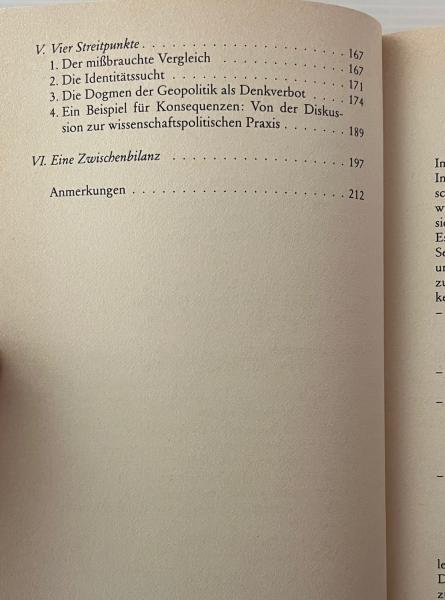 V. Vier Streitpunkte . . . . . . . . . . . . . . . . . . . 167
1. Der mißbrauchte Vergleich . . . . . . . . . . . 167
2. Die Identitätssucht . . . . . . . . . . . . . . . . 171
3. Die Dogmen der Geopolitik als Denkverbot . . . . 174
4. Ein Beispiel für Konsequenzen: Von der Diskus-
sion zur wissenschaftspolitischen Praxis . . . . . . 189
VI. Eine Zwischenbilanz . . . . . . . . . . . . . . . . 197
Anmerkungen . . . . . . . . . . . . . . . . . . . . . 212